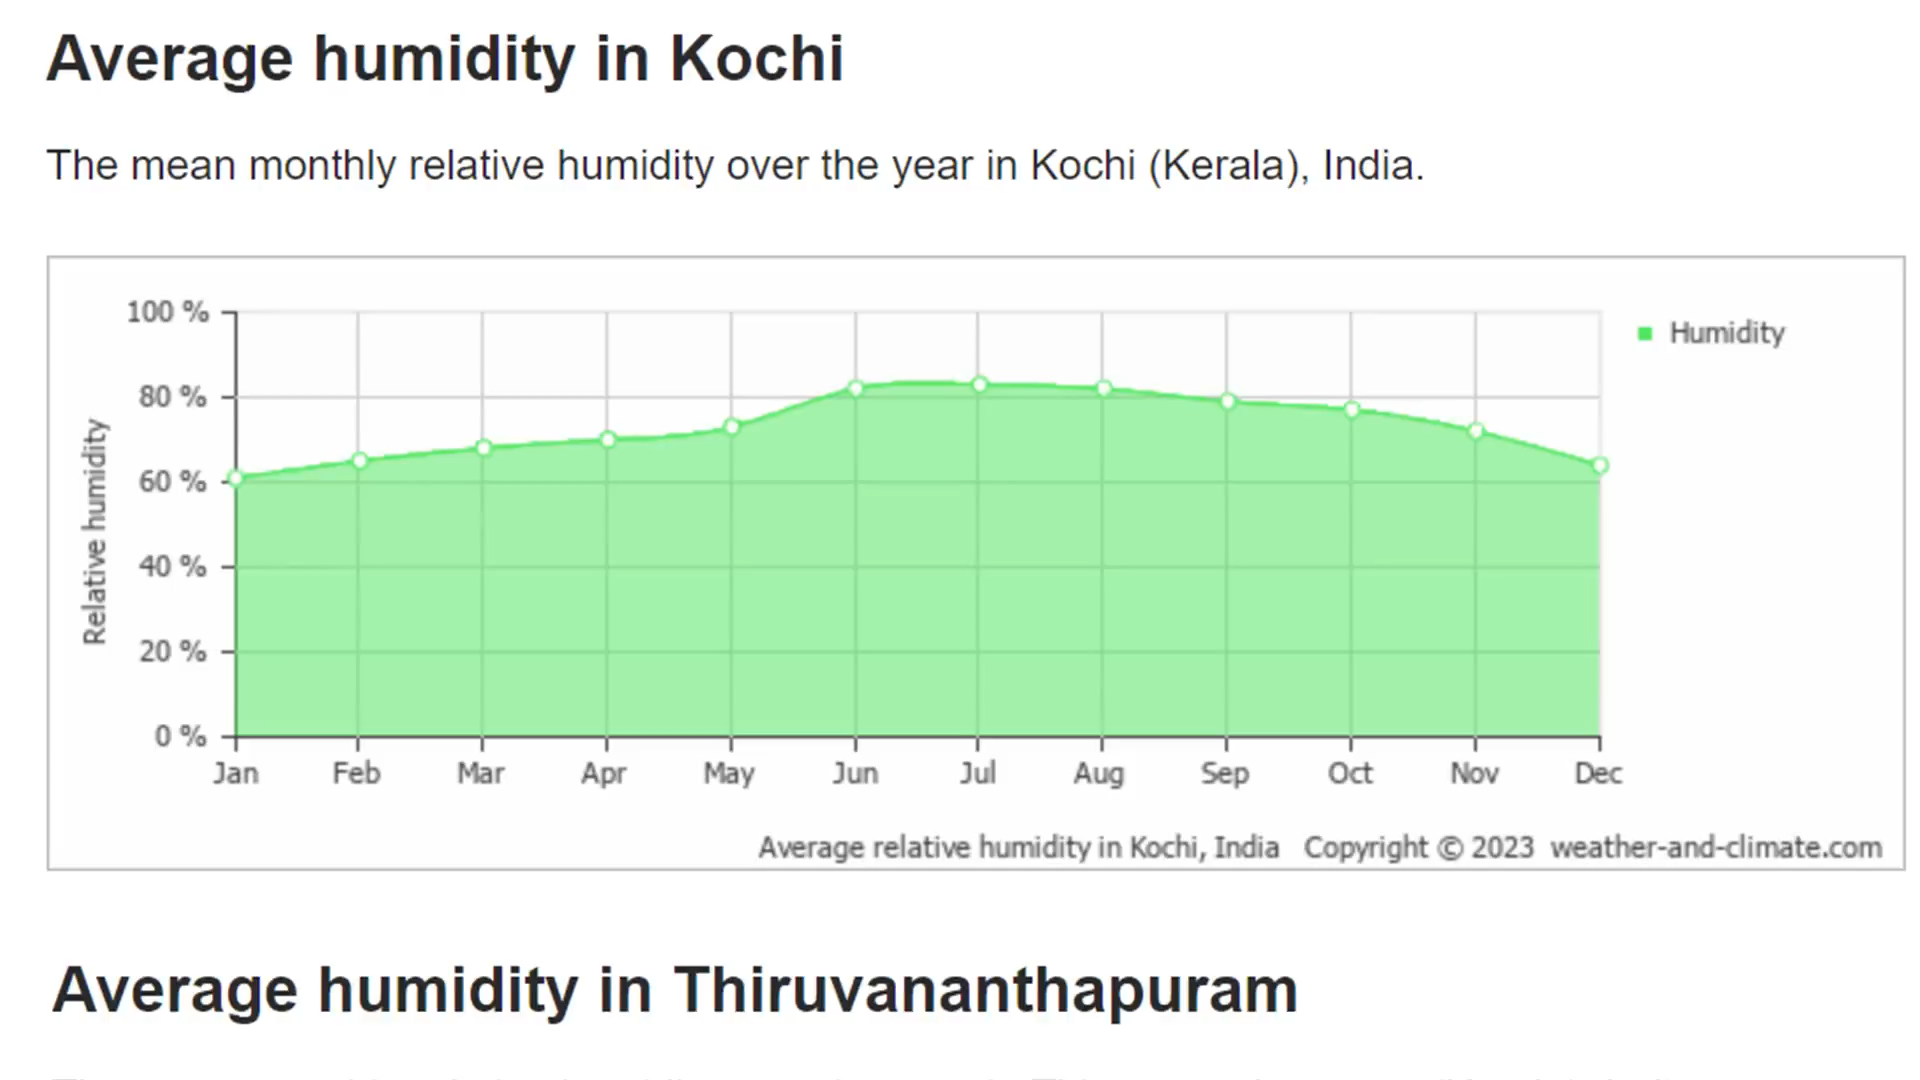 Average humidity in Kochi
The mean monthly relative humidity over the year in Kochi (Kerala), India.
100 %
80 %
60 %
40 %
20 %
0 %
Relative humidity
Humidity
Jan Feb Mar Apr May Jun Jul Aug Sep Oct Nov Dec
Average relative humidity in Kochi, India Copyright © 2023 weather-and-climate.com
Average humidity in Thiruvananthapuram